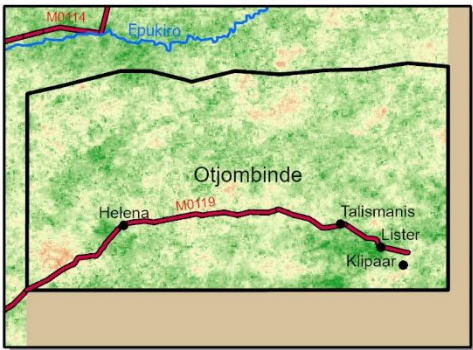 M0114
Epukiro
Otjombinde
M0119
Helena
Talismanis
Lister
Klipaar